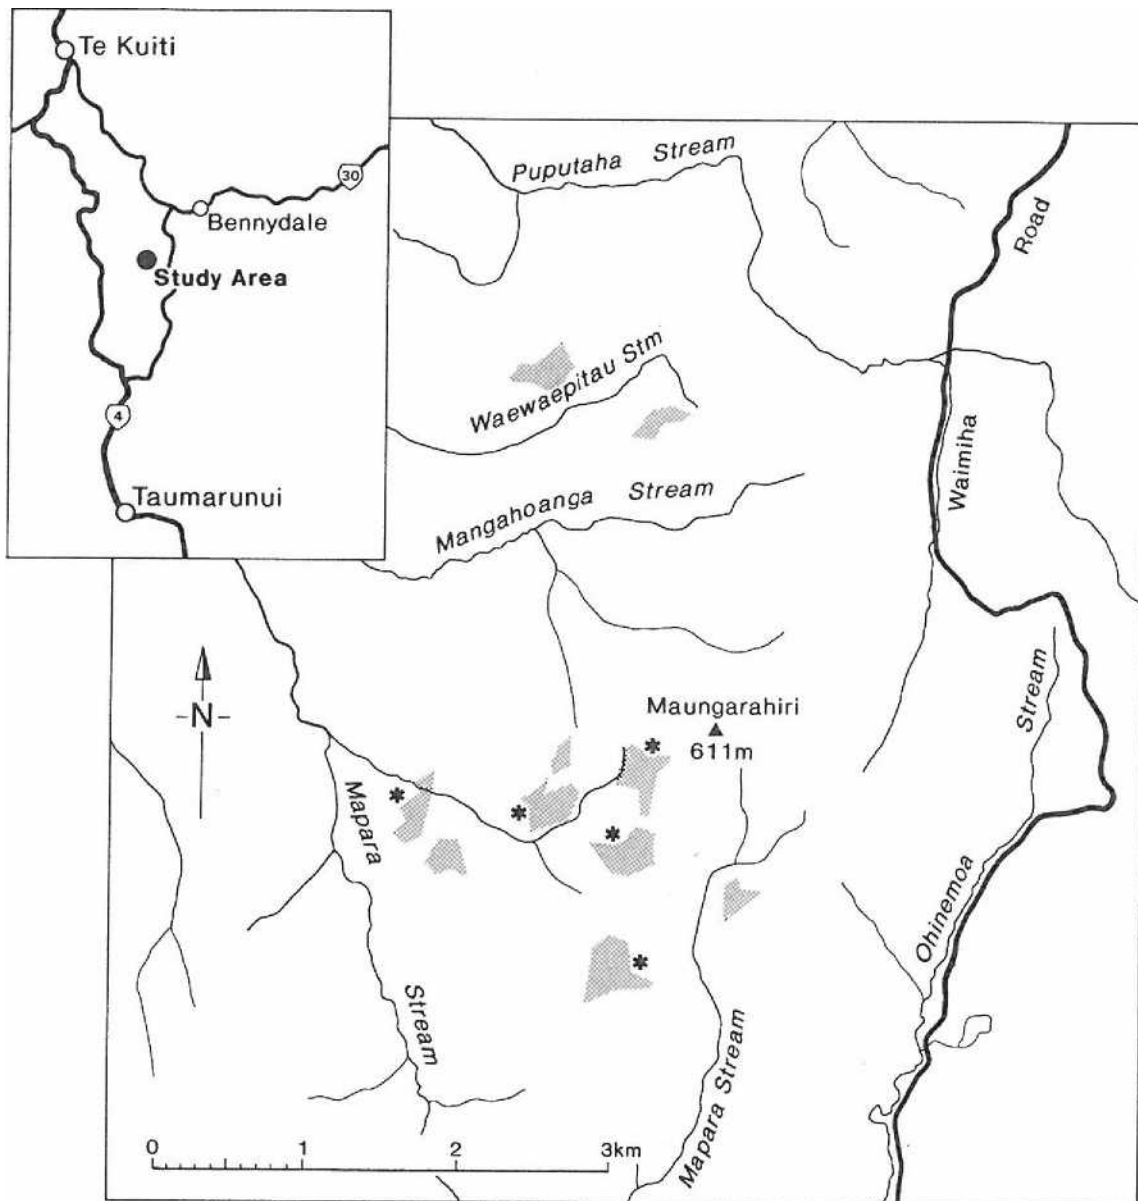 Te Kuiti
30
Bennydale
Study Area
4
Taumarunui
Puputaha Stream
Road
Waewaepitau Stm
Waimiha
Mangahoanga Stream
-N-
Maungarahiri
611m
Stream
Mapara
Ohinemoa
Stream
Mapara Stream
0 1 2 3km